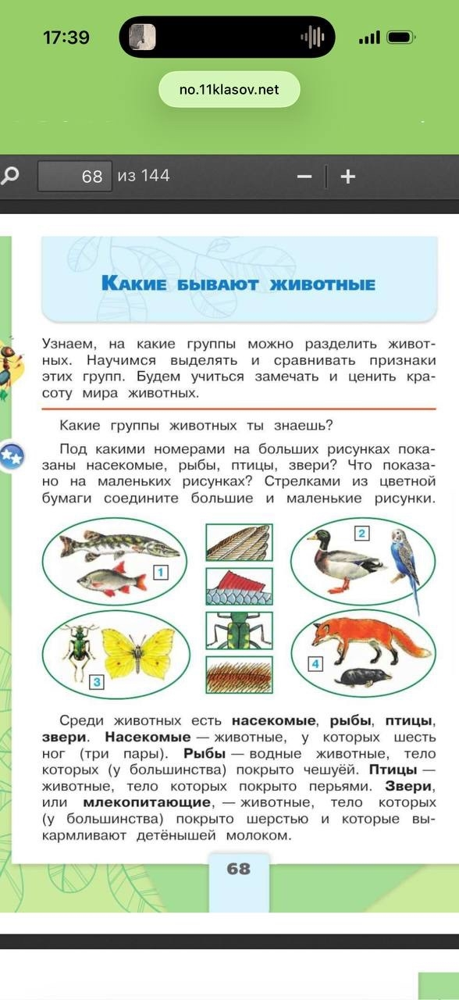 17:39
no.11klasov.net
68 из 144
Какие бывают животные
Узнаем, на какие группы можно разделить живот-
ных. Научимся выделять и сравнивать признаки
этих групп. Будем учиться замечать и ценить кра-
соту мира животных.
Какие группы животных ты знаешь?
Под какими номерами на больших рисунках пока-
заны насекомые, рыбы, птицы, звери? Что показа-
но на маленьких рисунках? Стрелками из цветной
бумаги соедините большие и маленькие рисунки.
1
2
3
4
Среди животных есть насекомые, рыбы, птицы,
звери. Насекомые — животные, у которых шесть
ног (три пары). Рыбы — водные животные, тело
которых (у большинства) покрыто чешуёй. Птицы —
животные, тело которых покрыто перьями. Звери,
или млекопитающие, — животные, тело которых
(у большинства) покрыто шерстью и которые вы-
кармливают детёнышей молоком.
68